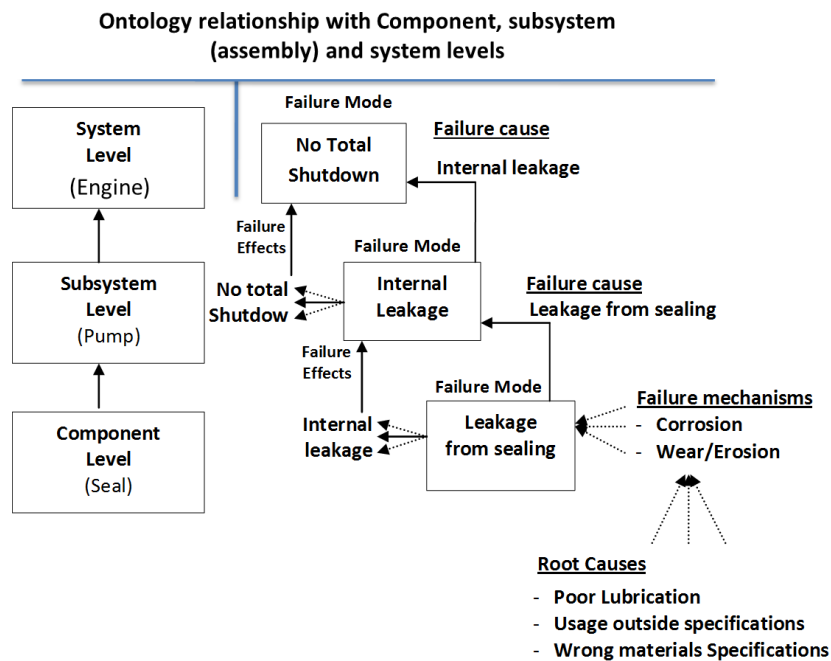 Ontology relationship with Component, subsystem
(assembly) and system levels
System
Level
(Engine)
Failure Mode
No Total
Shutdown
Failure cause
Internal leakage
Failure
Effects
Subsystem
Level
(Pump)
No total
Shutdow
Failure Mode
Internal
Leakage
Failure cause
Leakage from sealing
Failure
Effects
Component
Level
(Seal)
Internal
leakage
Failure Mode
Leakage
from sealing
Failure mechanisms
- Corrosion
- Wear/Erosion
Root Causes
- Poor Lubrication
- Usage outside specifications
- Wrong materials Specifications